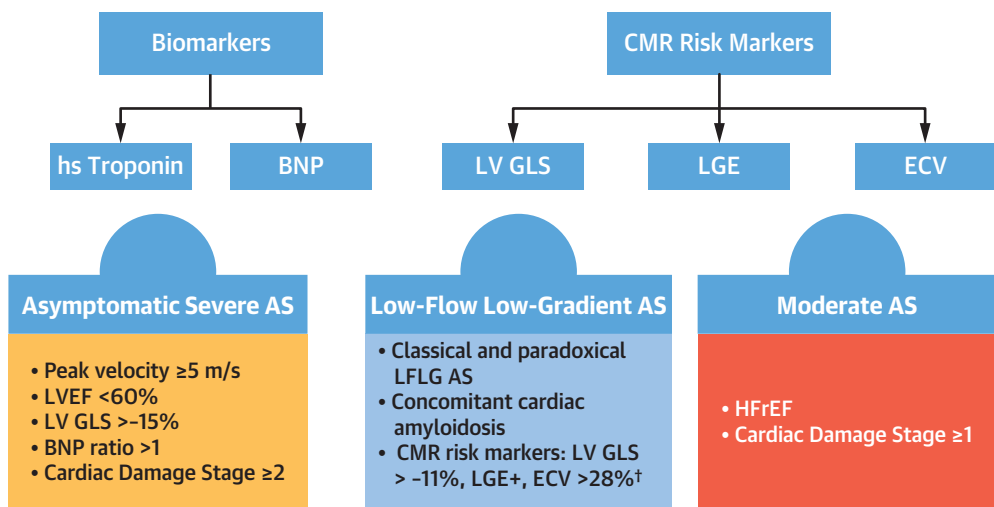 Biomarkers
CMR Risk Markers
hs Troponin
BNP
LV GLS
LGE
ECV
Asymptomatic Severe AS
• Peak velocity ≥5 m/s
• LVEF <60%
• LV GLS >-15%
• BNP ratio >1
• Cardiac Damage Stage ≥2
Low-Flow Low-Gradient AS
• Classical and paradoxical
LFLG AS
• Concomitant cardiac
amyloidosis
• CMR risk markers: LV GLS
> -11%, LGE+, ECV >28%†
Moderate AS
• HFrEF
• Cardiac Damage Stage ≥1